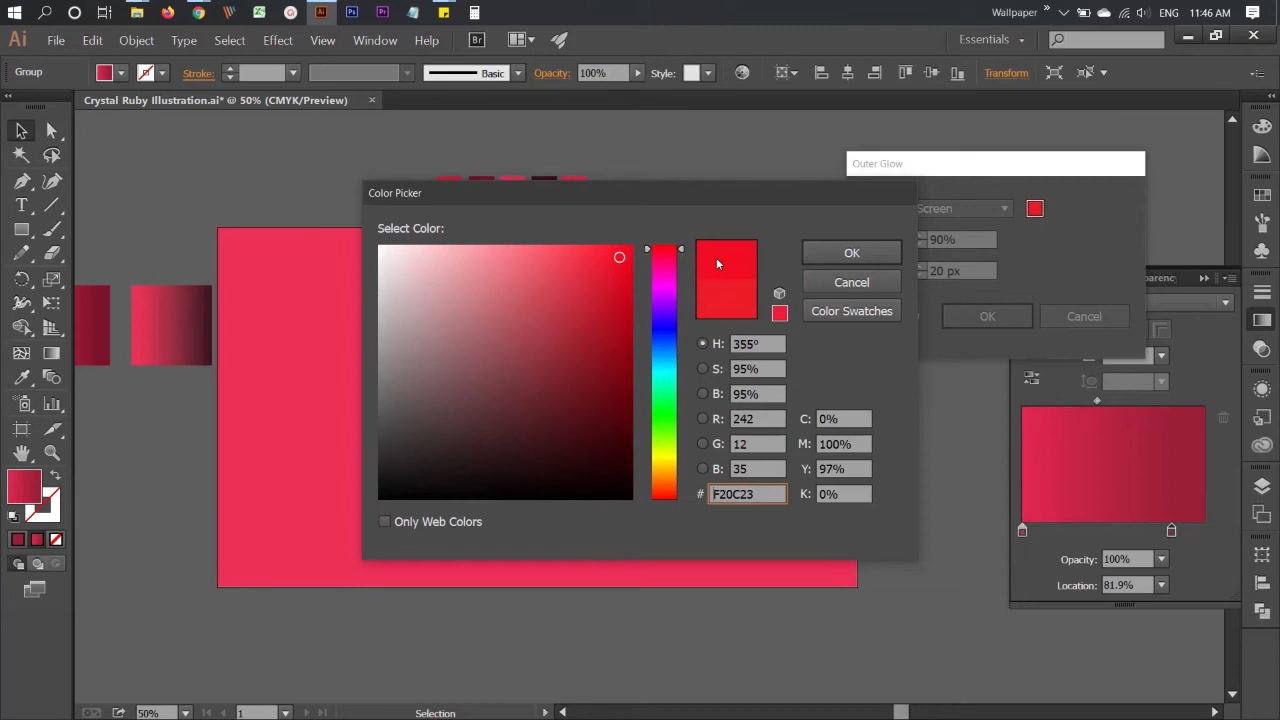 Wallpaper
ENG
11:46 AM
Ai
File Edit Object Type Select Effect View Window Help
Br
Essentials
Group
Stroke:
Basic
Opacity: 100%
Style:
Transform
Crystal Ruby Illustration.ai* @ 50% (CMYK/Preview)
Outer Glow
Color Picker
Select Color:
Screen
90%
20 px
OK
Cancel
Color Swatches
OK
Cancel
H: 355º
S: 95%
B: 95%
R: 242
C: 0%
G: 12
M: 100%
B: 35
Y: 97%
# F20C23
K: 0%
Only Web Colors
Opacity: 100%
Location: 81.9%
50%
1
Selection